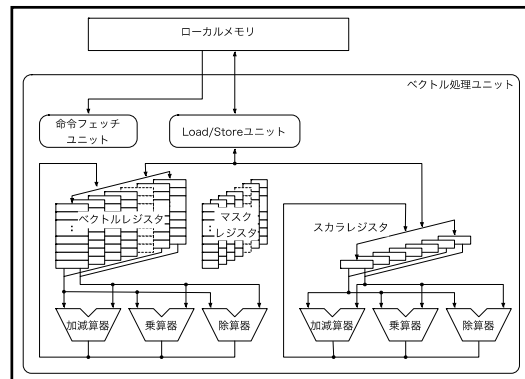 ローカルメモリ
ベクトル処理ユニット
命令フェッチ
ユニット
Load/Storeユニット
ベクトルレジスタ
マスク
レジスタ
スカラレジスタ
加減算器
乗算器
除算器
加減算器
乗算器
除算器